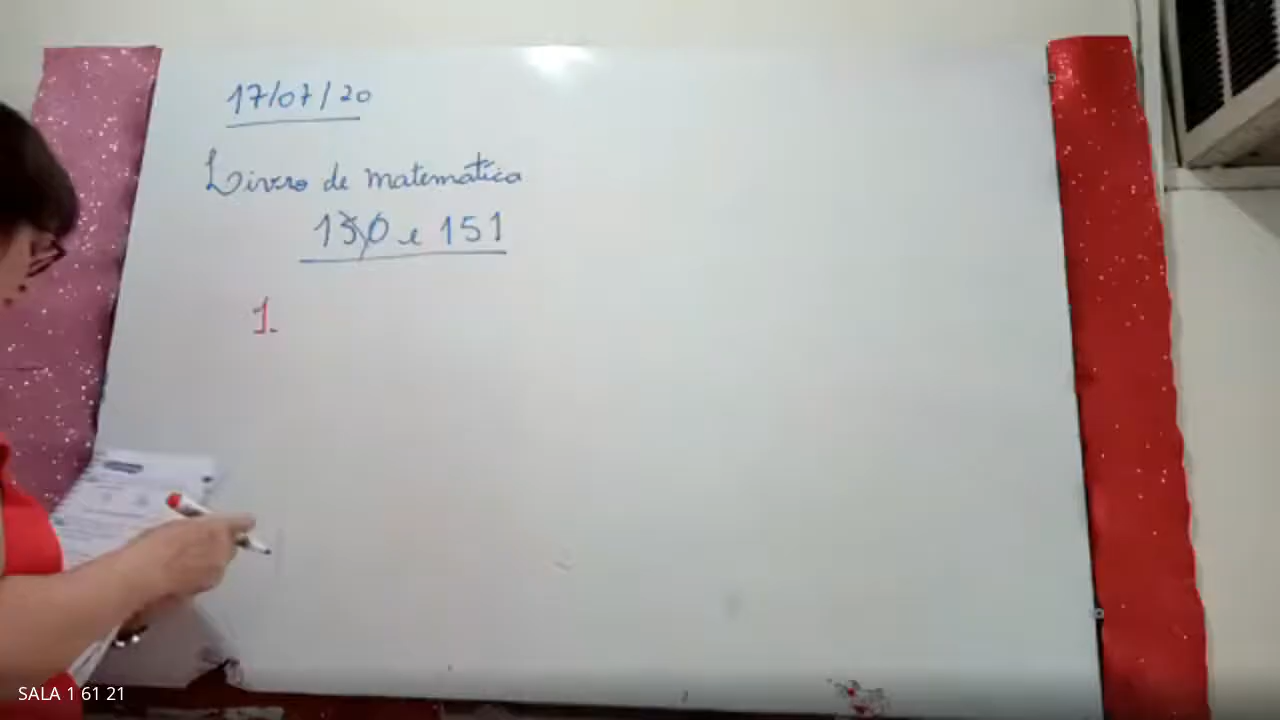 17/07/20
Livro de matemática
150 e 151
1.
SALA 1 61 21